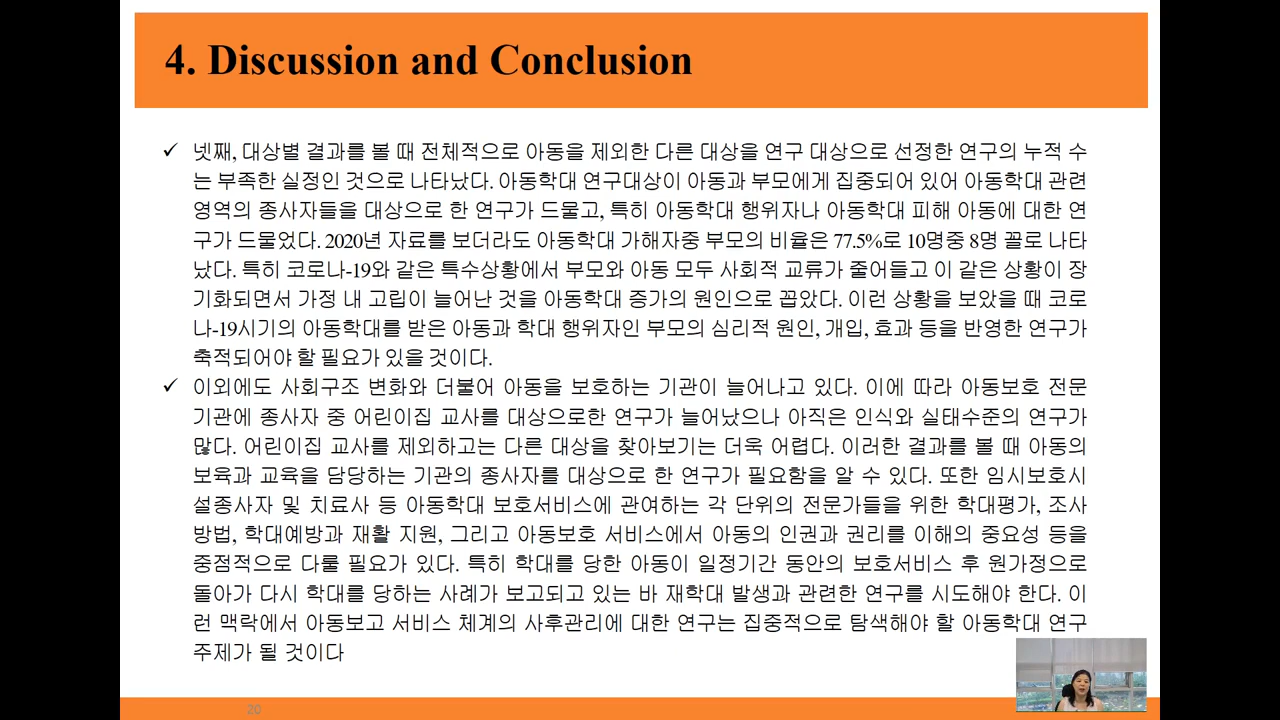 4. Discussion and Conclusion
✓ 넷째, 대상별 결과를 볼 때 전체적으로 아동을 제외한 다른 대상을 연구 대상으로 선정한 연구의 누적 수
는 부족한 실정인 것으로 나타났다. 아동학대 연구대상이 아동과 부모에게 집중되어 있어 아동학대 관련
영역의 종사자들을 대상으로 한 연구가 드물고, 특히 아동학대 행위자나 아동학대 피해 아동에 대한 연
구가 드물었다. 2020년 자료를 보더라도 아동학대 가해자중 부모의 비율은 77.5%로 10명중 8명 꼴로 나타
났다. 특히 코로나-19와 같은 특수상황에서 부모와 아동 모두 사회적 교류가 줄어들고 이 같은 상황이 장
기화되면서 가정 내 고립이 늘어난 것을 아동학대 증가의 원인으로 꼽았다. 이런 상황을 보았을 때 코로
나-19시기의 아동학대를 받은 아동과 학대 행위자인 부모의 심리적 원인, 개입, 효과 등을 반영한 연구가
축적되어야 할 필요가 있을 것이다.
✓ 이외에도 사회구조 변화와 더불어 아동을 보호하는 기관이 늘어나고 있다. 이에 따라 아동보호 전문
기관에 종사자 중 어린이집 교사를 대상으로한 연구가 늘어났으나 아직은 인식와 실태수준의 연구가
많다. 어린이집 교사를 제외하고는 다른 대상을 찾아보기는 더욱 어렵다. 이러한 결과를 볼 때 아동의
보육과 교육을 담당하는 기관의 종사자를 대상으로 한 연구가 필요함을 알 수 있다. 또한 임시보호시
설종사자 및 치료사 등 아동학대 보호서비스에 관여하는 각 단위의 전문가들을 위한 학대평가, 조사
방법, 학대예방과 재활 지원, 그리고 아동보호 서비스에서 아동의 인권과 권리를 이해의 중요성 등을
중점적으로 다룰 필요가 있다. 특히 학대를 당한 아동이 일정기간 동안의 보호서비스 후 원가정으로
돌아가 다시 학대를 당하는 사례가 보고되고 있는 바 재학대 발생과 관련한 연구를 시도해야 한다. 이
런 맥락에서 아동보고 서비스 체계의 사후관리에 대한 연구는 집중적으로 탐색해야 할 아동학대 연구
주제가 될 것이다
20